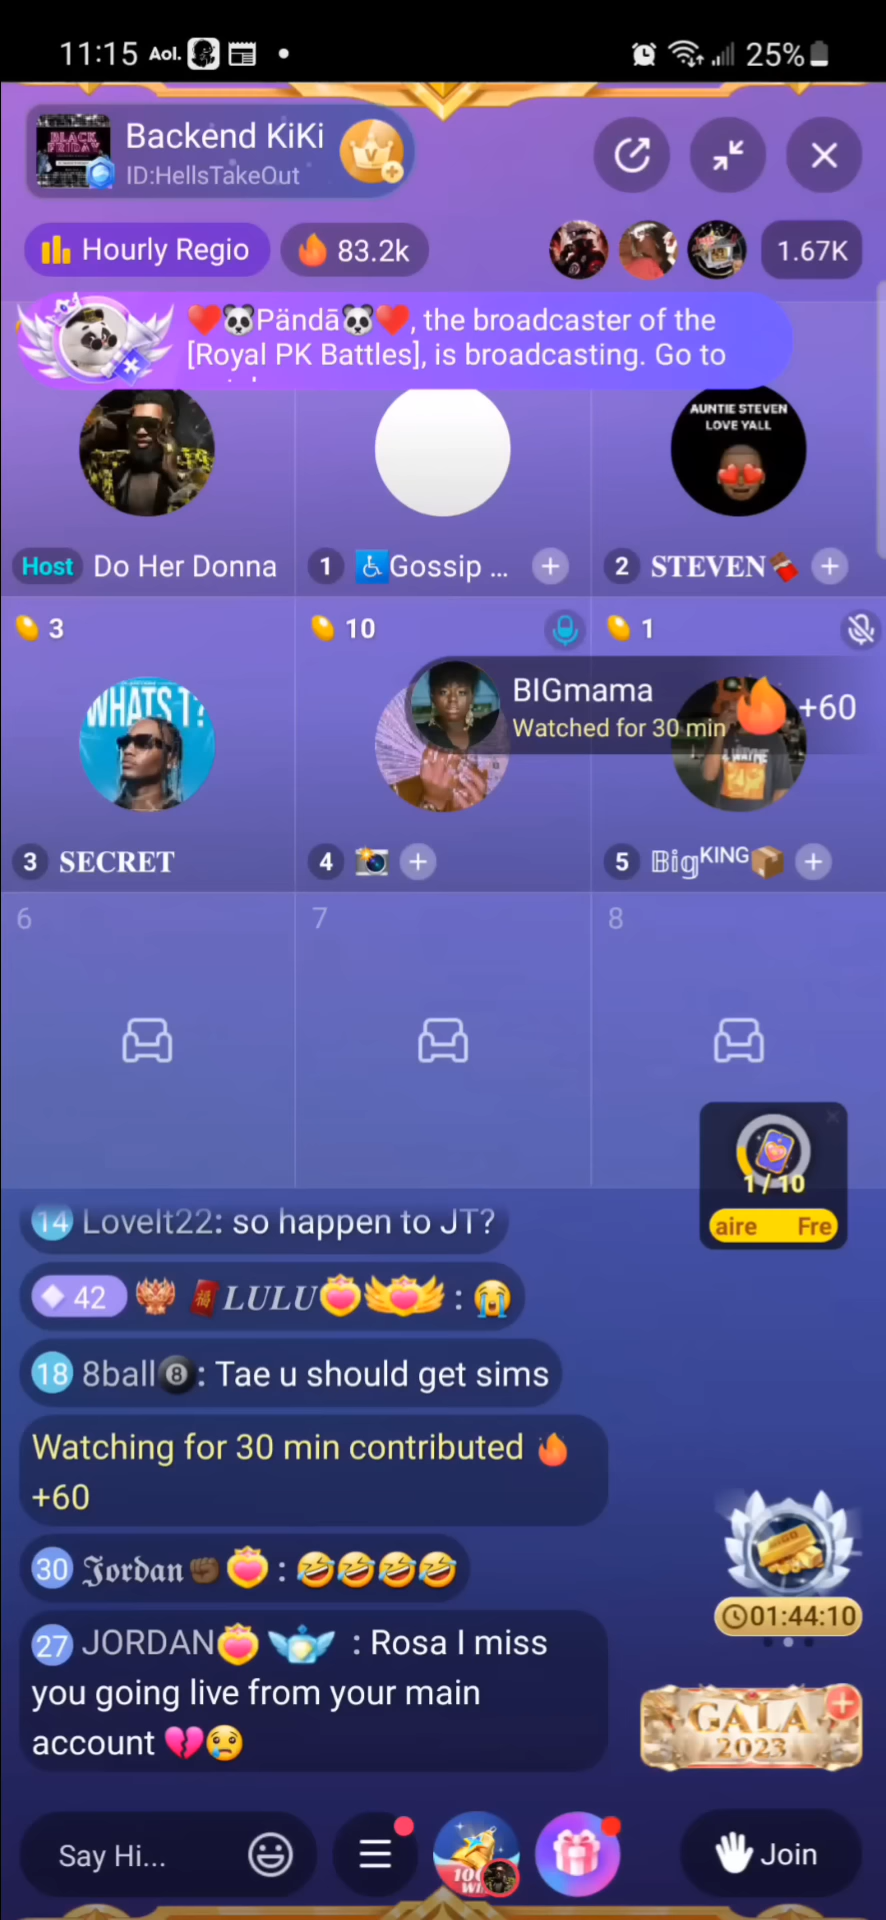 11:15 Aol. 25%
BLACK FRIDAY
Backend KiKi
ID:HellsTakeOut
Hourly Regio 83.2k 1.67K
❤️🐼Pändā🐼❤️, the broadcaster of the
[Royal PK Battles], is broadcasting. Go to
AUNTIE STEVEN
LOVE YALL
Host Do Her Donna
1 ♿Gossip ...
2 STEVEN🍫
3
10
1
WHATS T?
BIGmama
Watched for 30 min
+60
3 SECRET
4 📸
5 𝔹𝕚𝕘ᴷᴵᴺᴳ📦
6
7
8
1/10
aire Fre
14 LoveIt22: so happen to JT?
42 LULU : 😭
18 8ball🎱: Tae u should get sims
Watching for 30 min contributed 🔥
+60
30 𝔍𝔬𝔯𝔡𝔞𝔫✊🏿 : 🤣🤣🤣🤣
27 JORDAN : Rosa I miss
you going live from your main
account 💔😢
01:44:10
GALA
2023
Say Hi...
Join